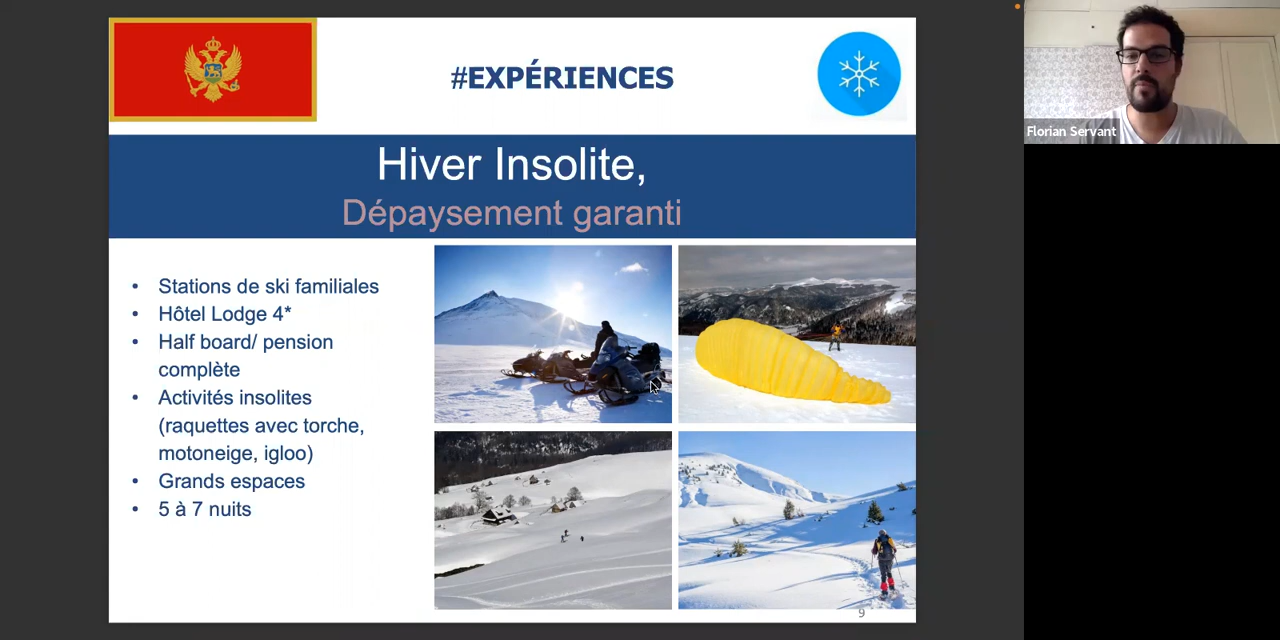 #EXPÉRIENCES
Hiver Insolite,
Dépaysement garanti
• Stations de ski familiales
• Hôtel Lodge 4*
• Half board/ pension
complète
• Activités insolites
(raquettes avec torche,
motoneige, igloo)
• Grands espaces
• 5 à 7 nuits
9
Florian Servant